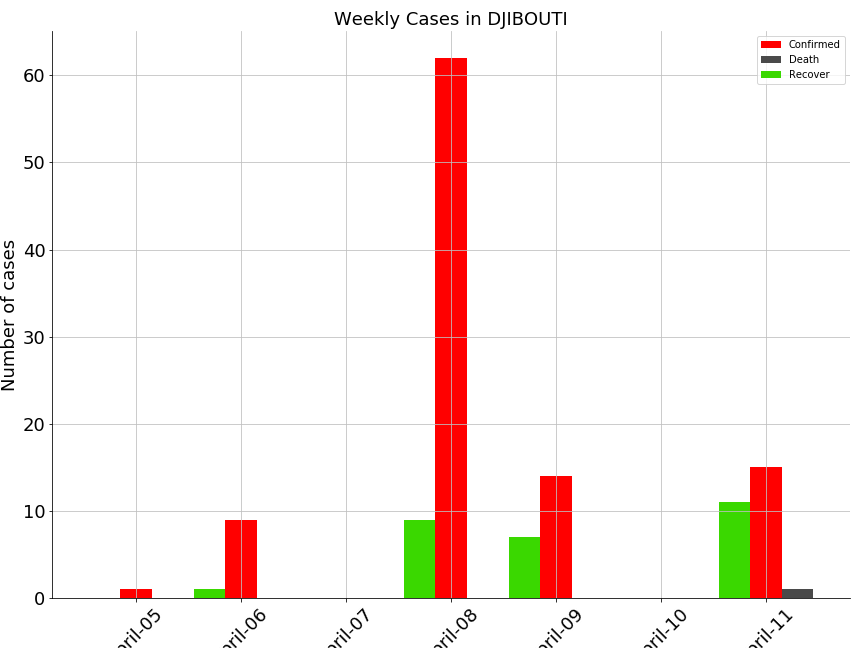 Weekly Cases in DJIBOUTI
Confirmed
Death
Recover
Number of cases
60
50
40
30
20
10
0
pril-05
pril-06
pril-07
pril-08
pril-09
pril-10
pril-11